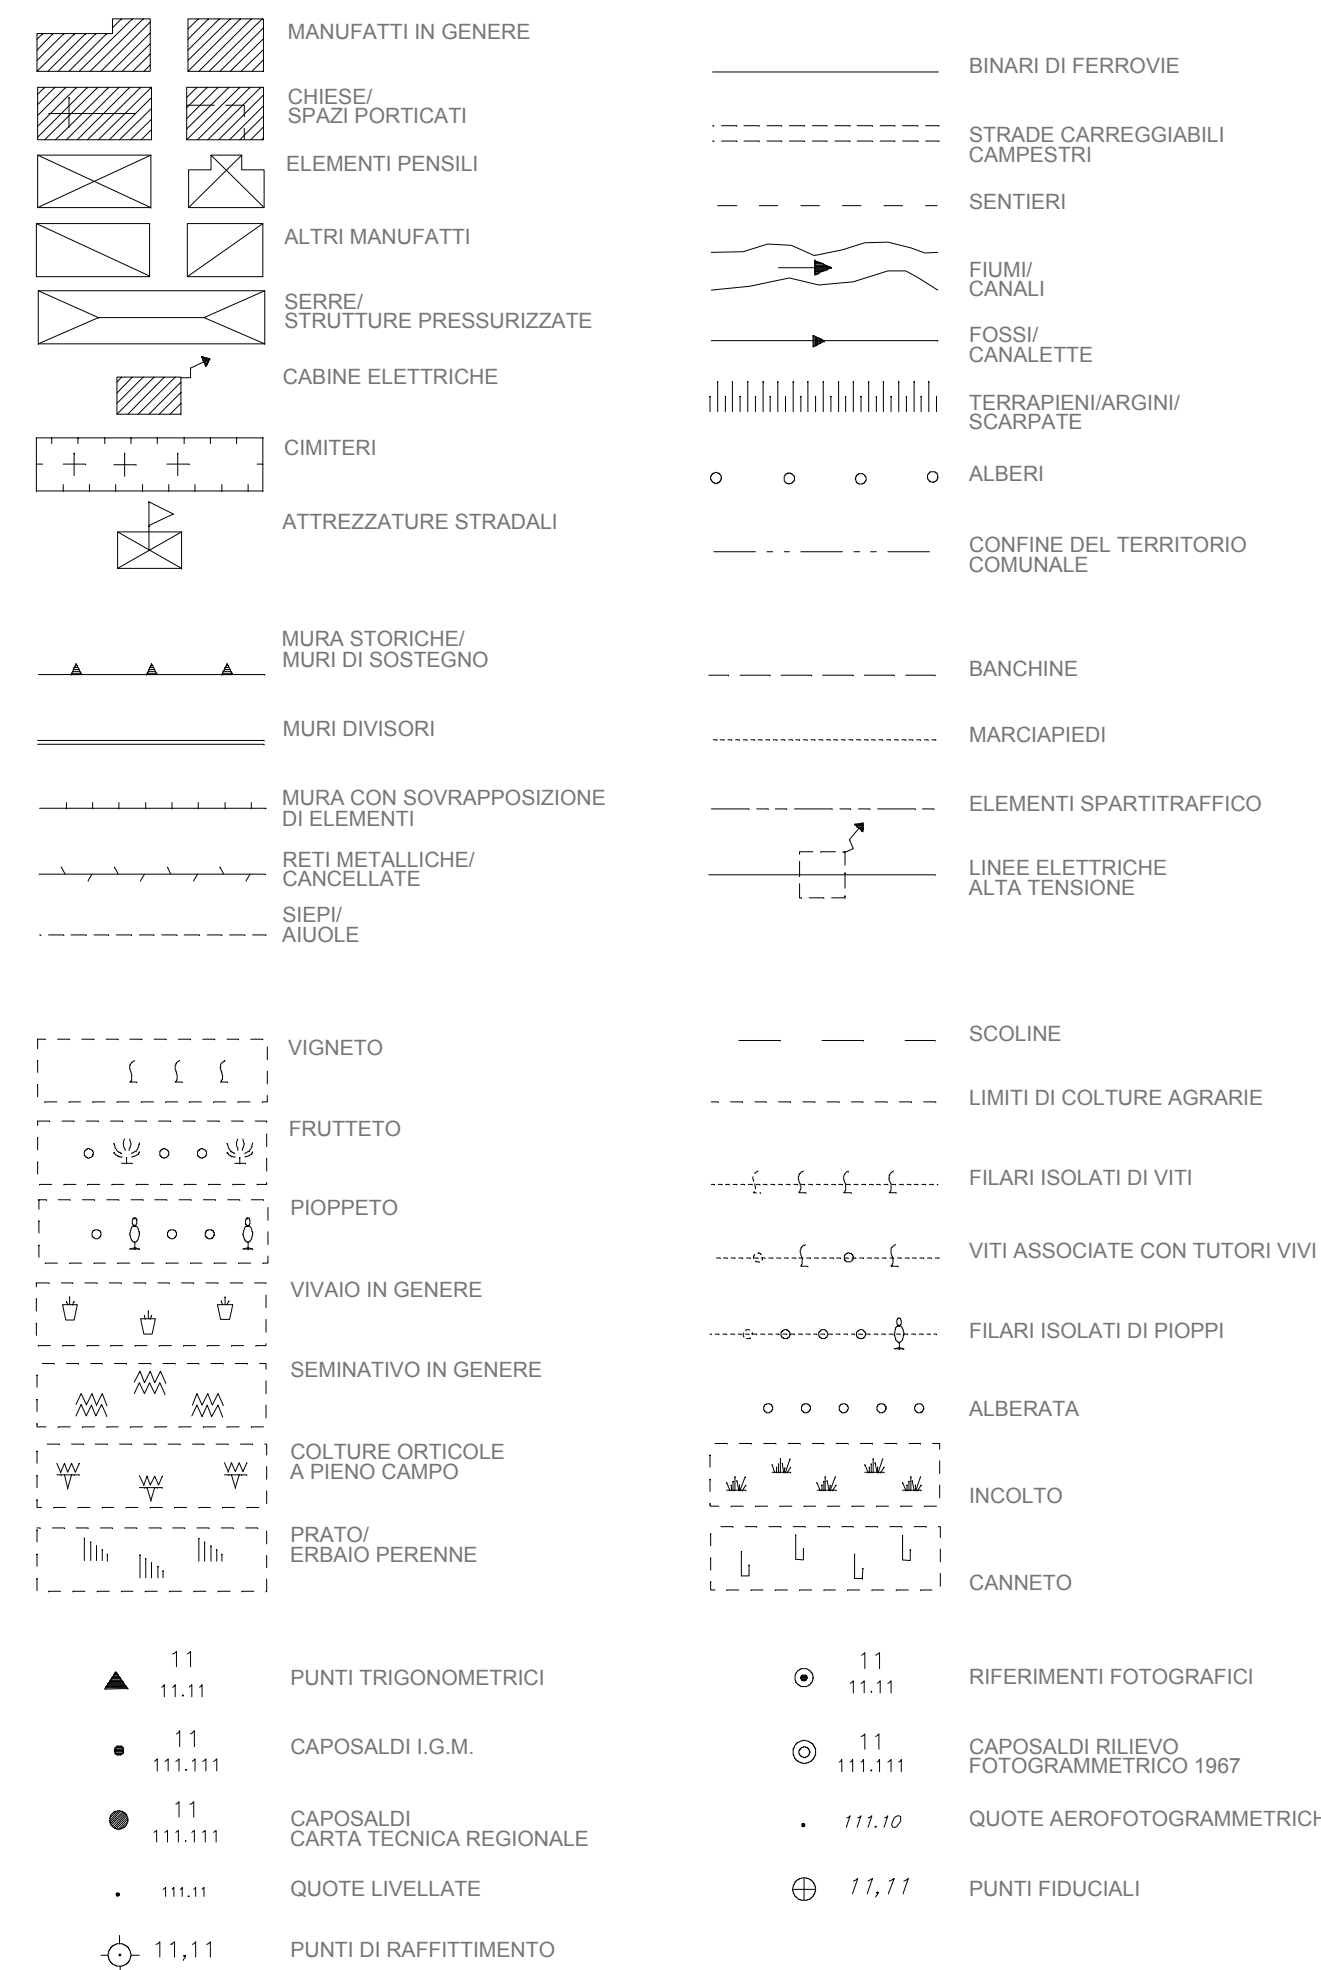 MANUFATTI IN GENERE
CHIESE/
SPAZI PORTICATI
ELEMENTI PENSILI
ALTRI MANUFATTI
SERRE/
STRUTTURE PRESSURIZZATE
CABINE ELETTRICHE
CIMITERI
ATTREZZATURE STRADALI
BINARI DI FERROVIE
STRADE CARREGGIABILI
CAMPESTRI
SENTIERI
FIUMI/
CANALI
FOSSI/
CANALETTE
TERRAPIENI/ARGINI/
SCARPATE
ALBERI
CONFINE DEL TERRITORIO
COMUNALE
MURA STORICHE/
MURI DI SOSTEGNO
MURI DIVISORI
MURA CON SOVRAPPOSIZIONE
DI ELEMENTI
RETI METALLICHE/
CANCELLATE
SIEPI/
AIUOLE
BANCHINE
MARCIAPIEDI
ELEMENTI SPARTITRAFFICO
LINEE ELETTRICHE
ALTA TENSIONE
VIGNETO
FRUTTETO
PIOPPETO
VIVAIO IN GENERE
SEMINATIVO IN GENERE
COLTURE ORTICOLE
A PIENO CAMPO
PRATO/
ERBAIO PERENNE
SCOLINE
LIMITI DI COLTURE AGRARIE
FILARI ISOLATI DI VITI
VITI ASSOCIATE CON TUTORI VIVI
FILARI ISOLATI DI PIOPPI
ALBERATA
INCOLTO
CANNETO
11
11.11
PUNTI TRIGONOMETRICI
11
111.111
CAPOSALDI I.G.M.
11
111.111
CAPOSALDI
CARTA TECNICA REGIONALE
111.11
QUOTE LIVELLATE
11,11
PUNTI DI RAFFITTIMENTO
11
11.11
RIFERIMENTI FOTOGRAFICI
11
111.111
CAPOSALDI RILIEVO
FOTOGRAMMETRICO 1967
111.10
QUOTE AEROFOTOGRAMMETRICH
11,11
PUNTI FIDUCIALI